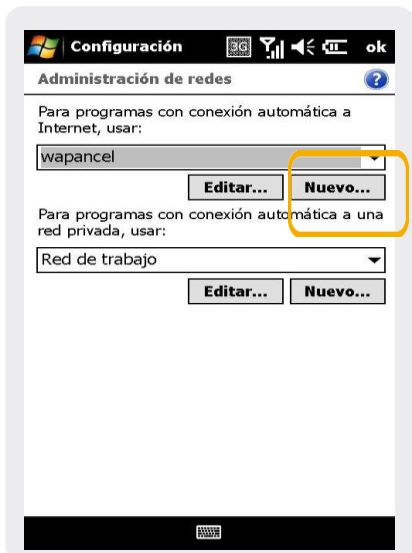 Configuración 3G ok
Administración de redes ?
Para programas con conexión automática a
Internet, usar:
wapancel
Editar... Nuevo...
Para programas con conexión automática a una
red privada, usar:
Red de trabajo
Editar... Nuevo...